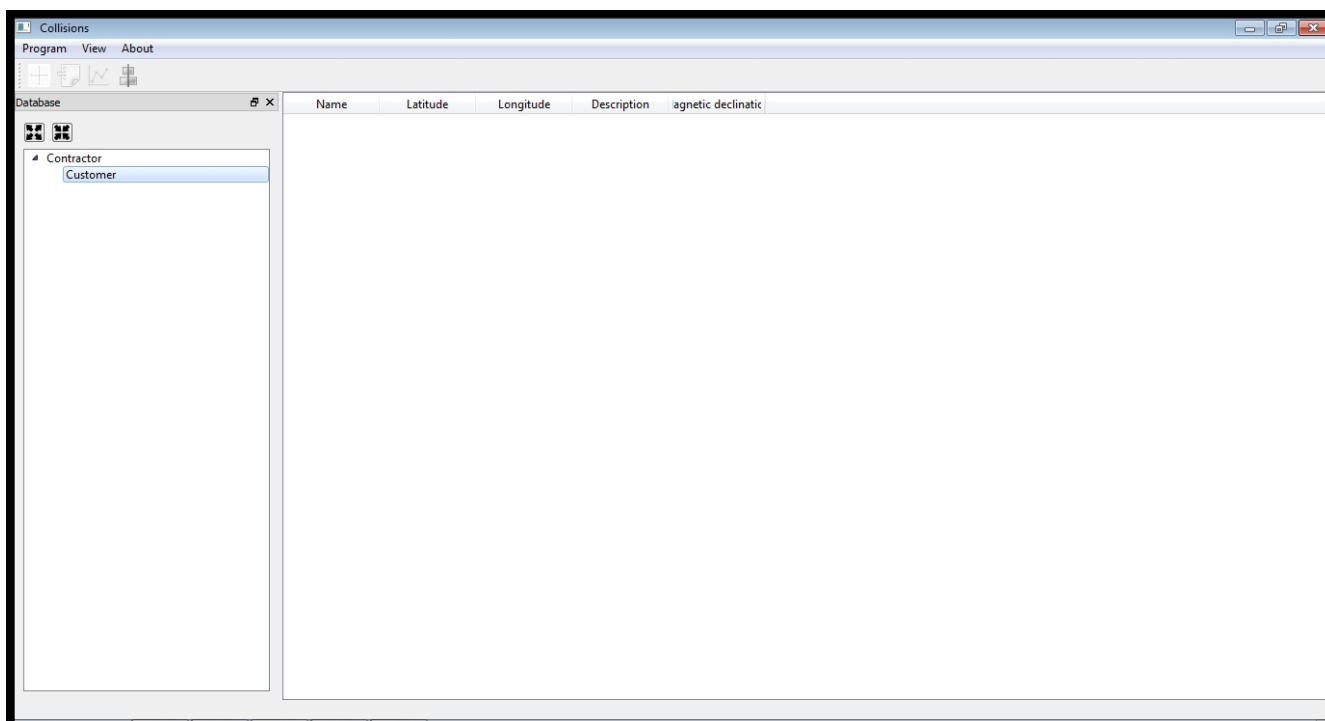 Collisions
Program View About
Database
Name Latitude Longitude Description agnetic declinatic
Contractor
Customer